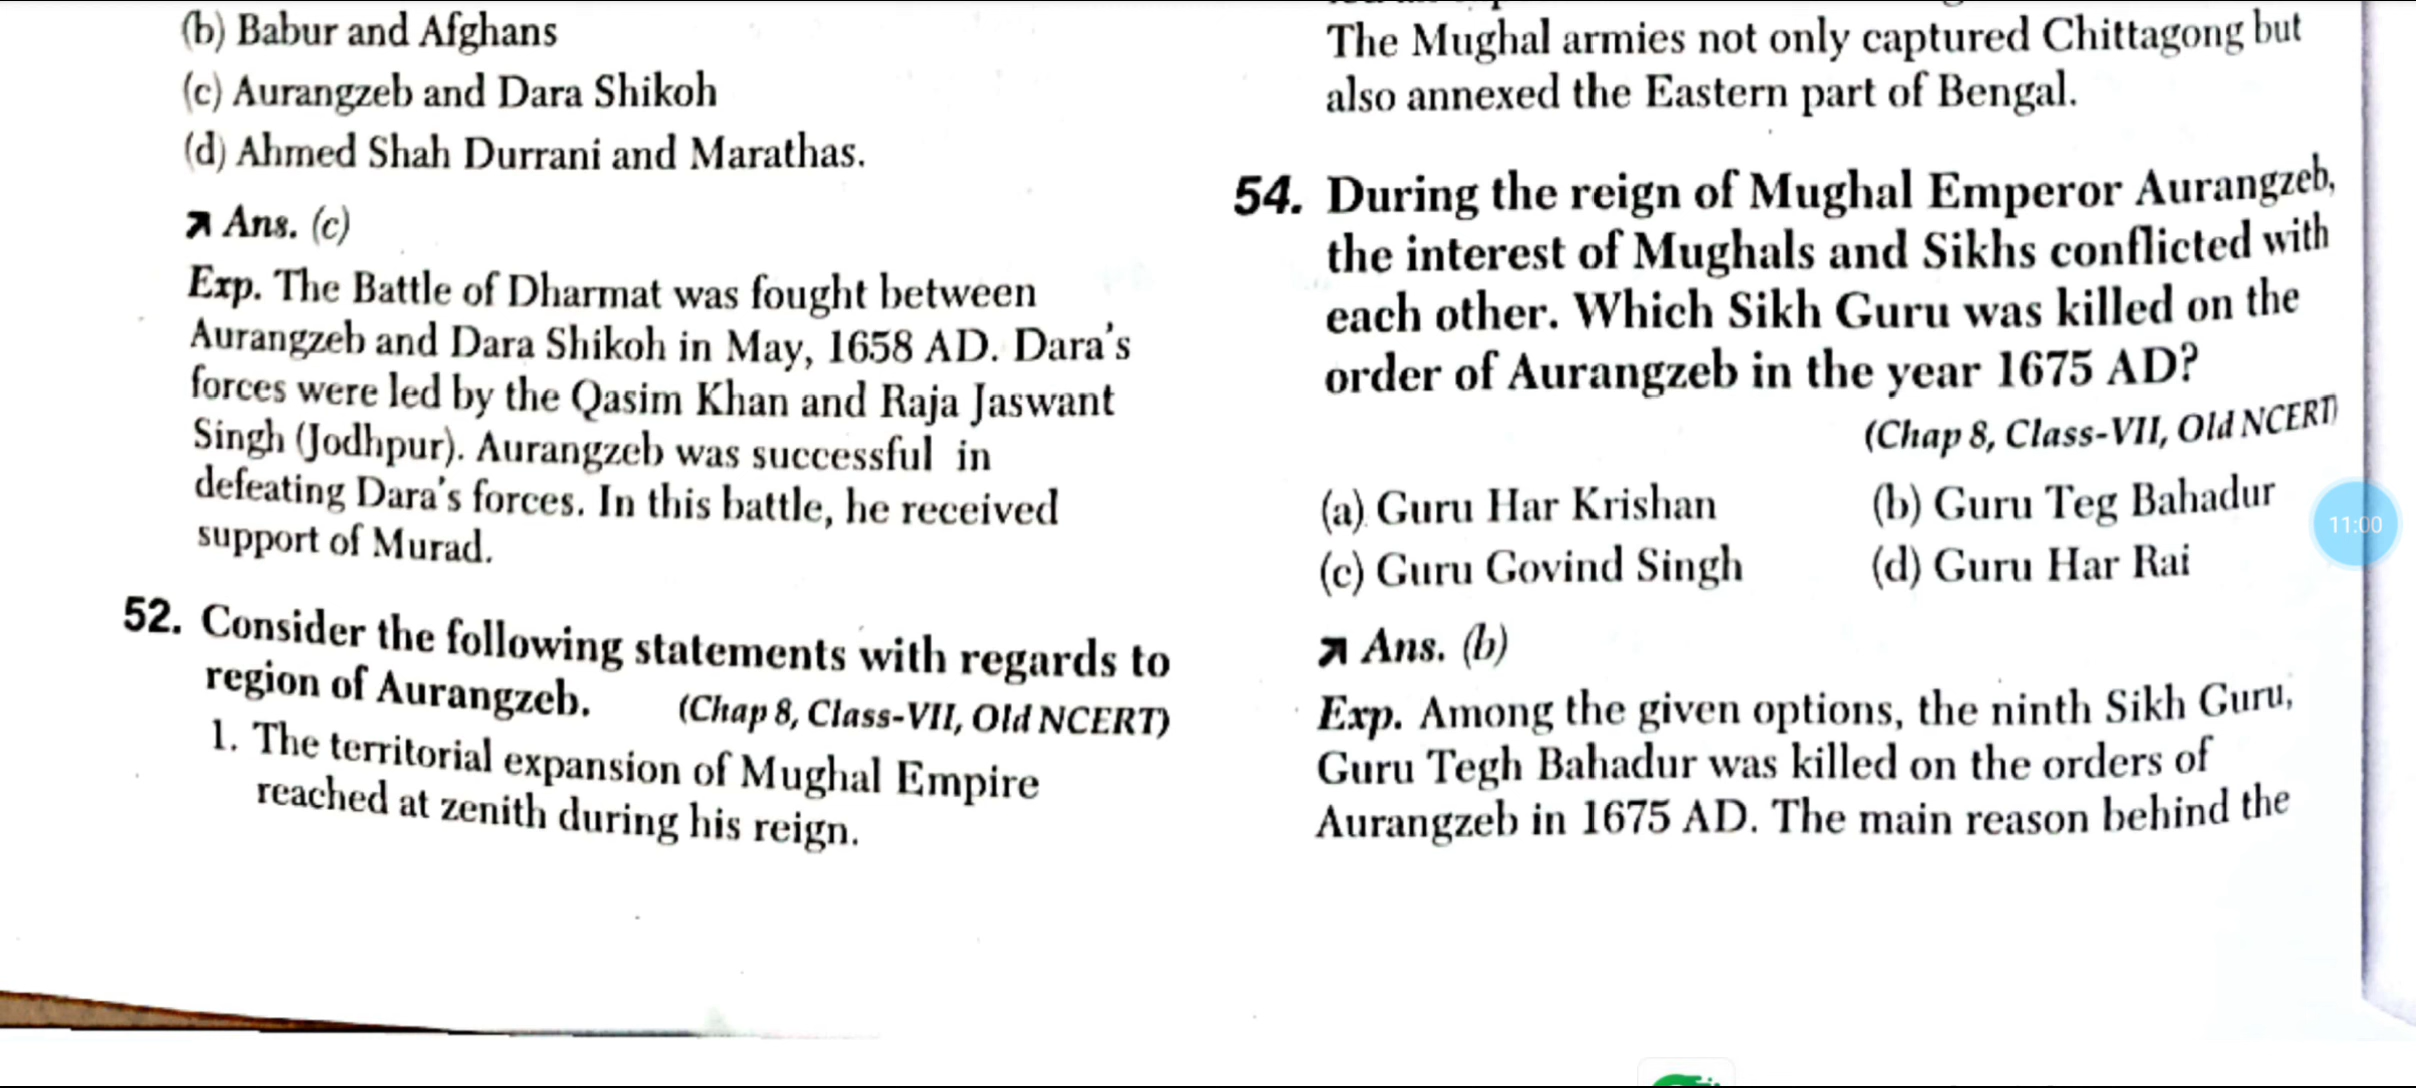 (b) Babur and Afghans
(c) Aurangzeb and Dara Shikoh
(d) Ahmed Shah Durrani and Marathas.
Ans. (c)
Exp. The Battle of Dharmat was fought between
Aurangzeb and Dara Shikoh in May, 1658 AD. Dara's
forces were led by the Qasim Khan and Raja Jaswant
Singh (Jodhpur). Aurangzeb was successful in
defeating Dara's forces. In this battle, he received
support of Murad.
52. Consider the following statements with regards to
region of Aurangzeb. (Chap 8, Class-VII, Old NCERT)
1. The territorial expansion of Mughal Empire
reached at zenith during his reign.
The Mughal armies not only captured Chittagong but
also annexed the Eastern part of Bengal.
54. During the reign of Mughal Emperor Aurangzeb,
the interest of Mughals and Sikhs conflicted with
each other. Which Sikh Guru was killed on the
order of Aurangzeb in the year 1675 AD?
(Chap 8, Class-VII, Old NCERT)
(a) Guru Har Krishan (b) Guru Teg Bahadur
(c) Guru Govind Singh (d) Guru Har Rai
Ans. (b)
Exp. Among the given options, the ninth Sikh Guru,
Guru Tegh Bahadur was killed on the orders of
Aurangzeb in 1675 AD. The main reason behind the
11:00